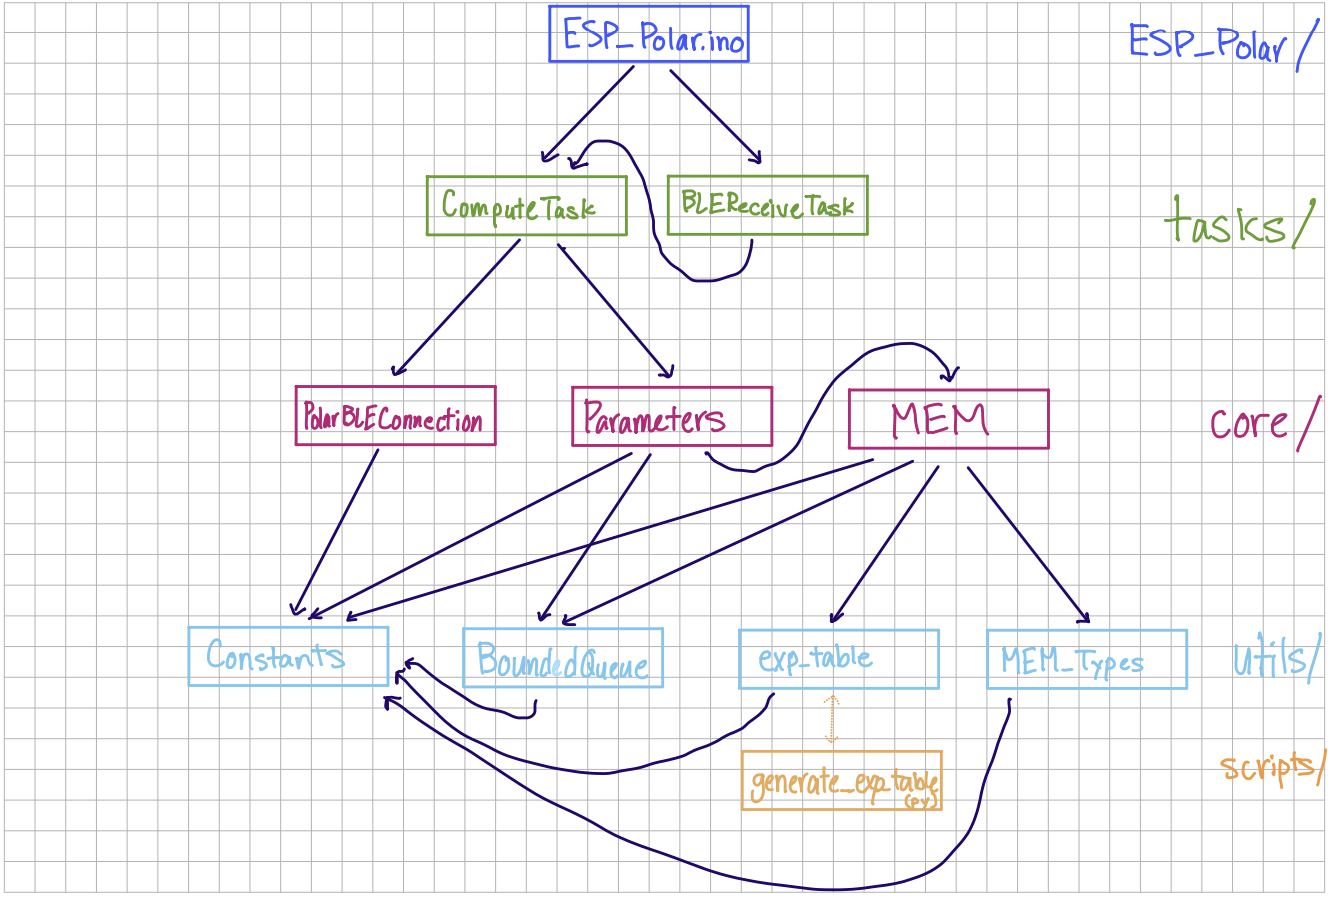 ESP_Polar.ino
ESP_Polar/
ComputeTask
BLEReceiveTask
tasks/
PolarBLEConnection
Parameters
MEM
core/
Constants
BoundedQueue
exp_table
MEM_Types
utils/
generate_exp_table
(py)
scripts/